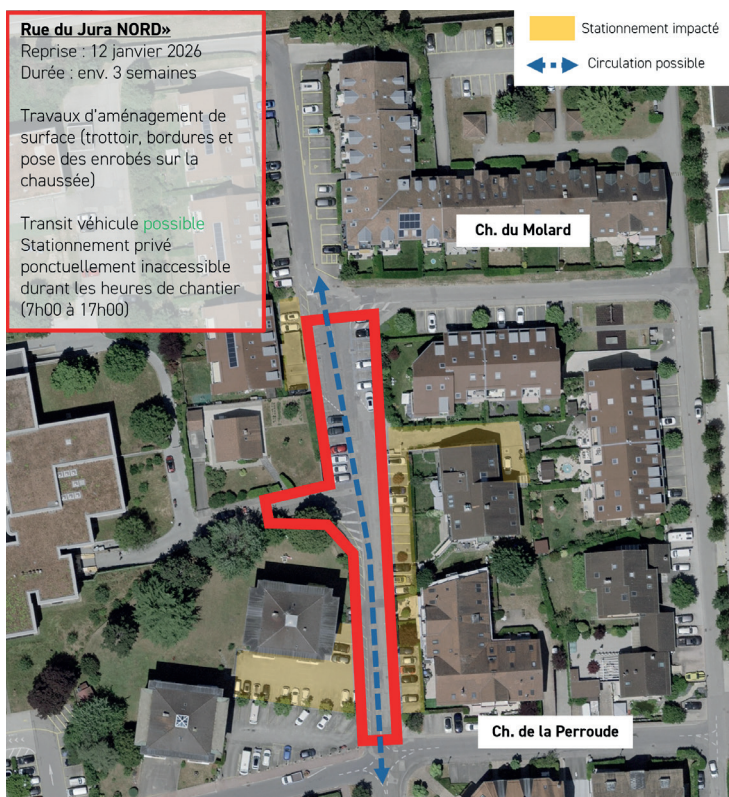 Rue du Jura NORD»
Reprise : 12 janvier 2026
Durée : env. 3 semaines
Travaux d'aménagement de
surface (trottoir, bordures et
pose des enrobés sur la
chaussée)
Transit véhicule possible
Stationnement privé
ponctuellement inaccessible
durant les heures de chantier
(7h00 à 17h00)
Stationnement impacté
Circulation possible
Ch. du Molard
Ch. de la Perroude